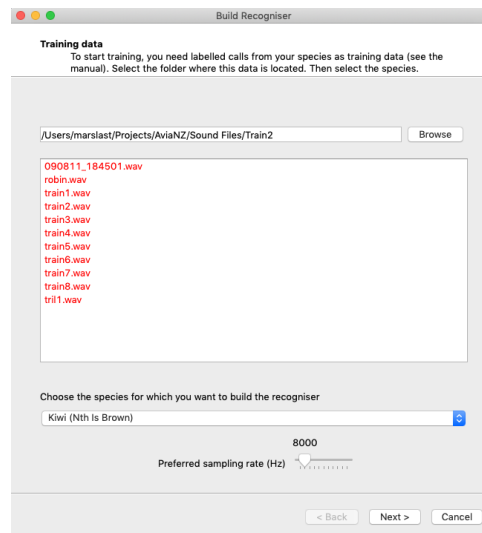 Build Recogniser
Training data
To start training, you need labelled calls from your species as training data (see the
manual). Select the folder where this data is located. Then select the species.
/Users/marslast/Projects/AviaNZ/Sound Files/Train2 Browse
090811_184501.wav
robin.wav
train1.wav
train2.wav
train3.wav
train4.wav
train5.wav
train6.wav
train7.wav
train8.wav
tril1.wav
Choose the species for which you want to build the recogniser
Kiwi (Nth Is Brown)
8000
Preferred sampling rate (Hz)
< Back Next > Cancel